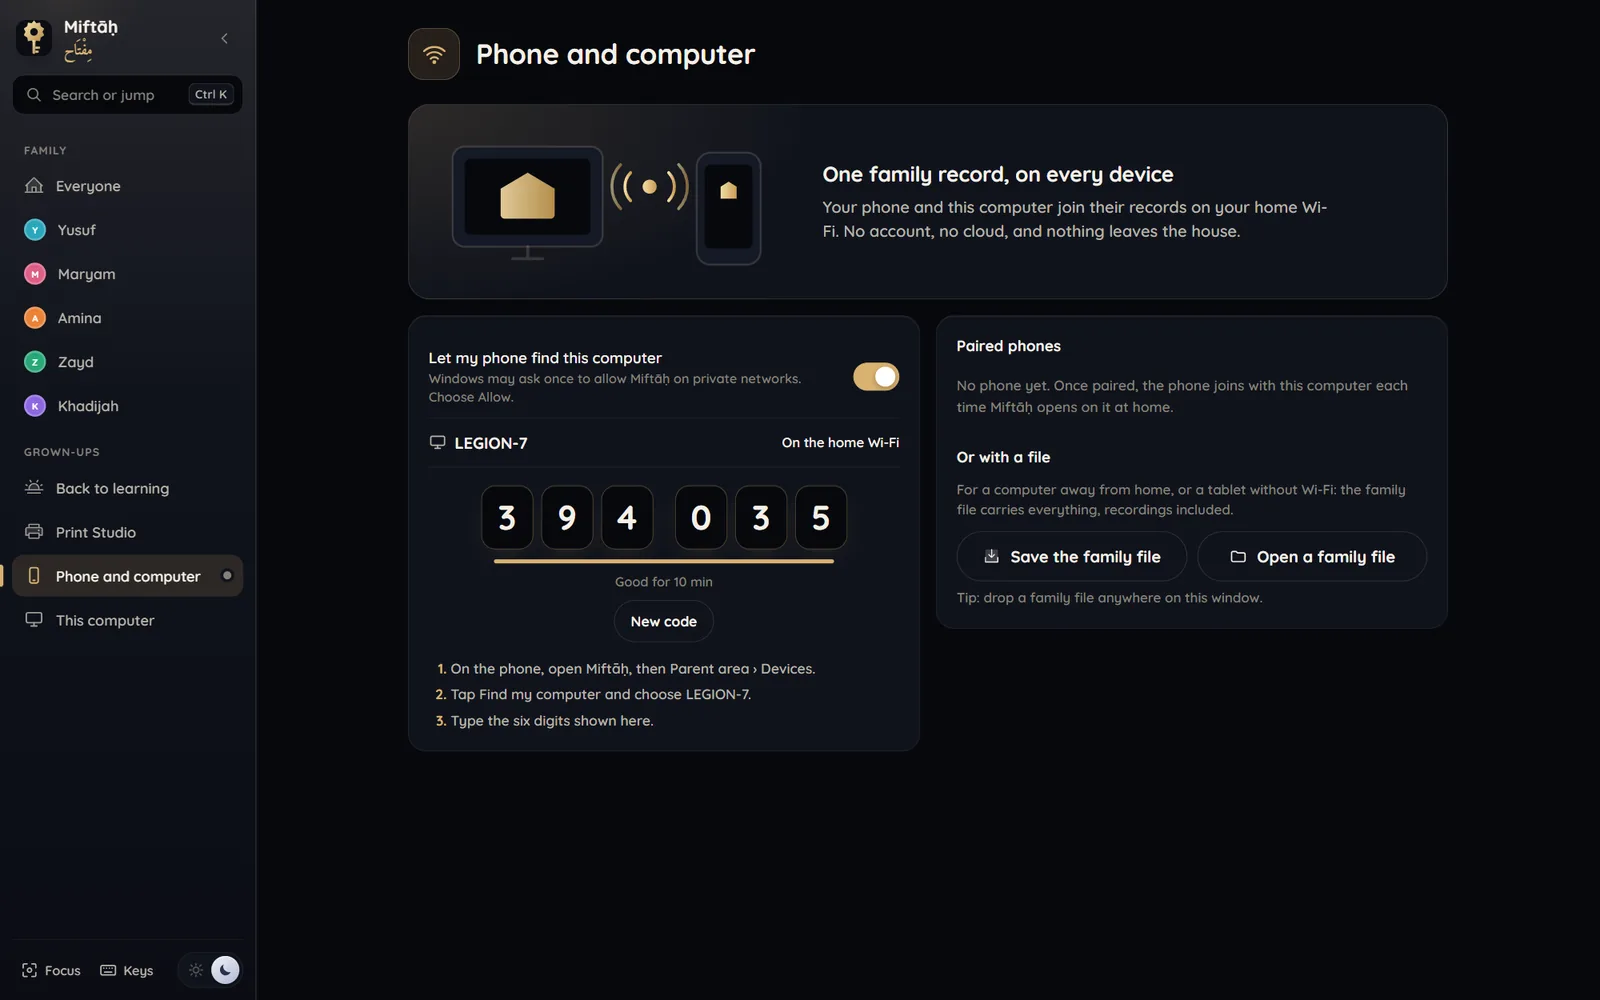 Miftāḥ
مِفْتَاح
Search or jump
Ctrl K
FAMILY
Everyone
Y
Yusuf
M
Maryam
A
Amina
Z
Zayd
K
Khadijah
GROWN-UPS
Back to learning
Print Studio
Phone and computer
This computer
Focus
Keys
Phone and computer
One family record, on every device
Your phone and this computer join their records on your home Wi-
Fi. No account, no cloud, and nothing leaves the house.
Let my phone find this computer
Windows may ask once to allow Miftāḥ on private networks.
Choose Allow.
LEGION-7
On the home Wi-Fi
3 9 4 0 3 5
Good for 10 min
New code
1. On the phone, open Miftāḥ, then Parent area › Devices.
2. Tap Find my computer and choose LEGION-7.
3. Type the six digits shown here.
Paired phones
No phone yet. Once paired, the phone joins with this computer each
time Miftāḥ opens on it at home.
Or with a file
For a computer away from home, or a tablet without Wi-Fi: the family
file carries everything, recordings included.
Save the family file
Open a family file
Tip: drop a family file anywhere on this window.